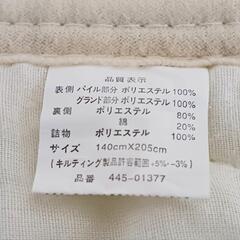 品質表示
表側 パイル部分 ポリエステル 100%
グランド部分 ポリエステル 100%
裏側 ポリエステル 80%
綿 20%
詰物 ポリエステル 100%
サイズ 140cm×205cm
(キルティング製品許容範囲+5%-3%)
品番 445-01377